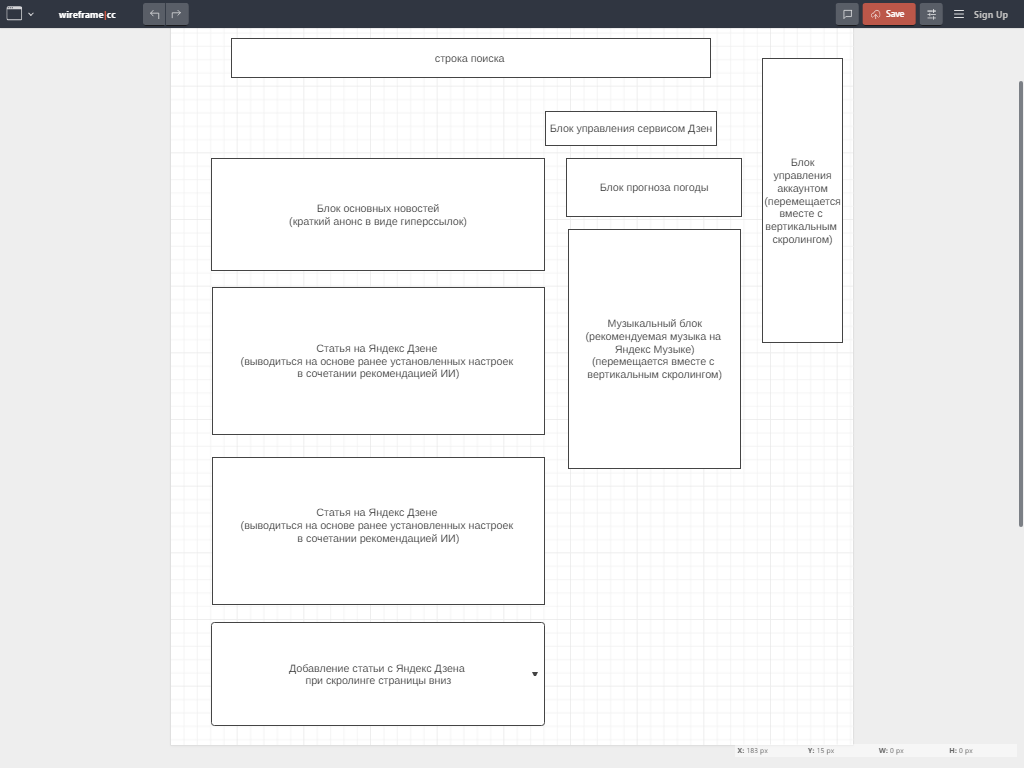 wireframe|cc
Save
Sign Up
строка поиска
Блок управления сервисом Дзен
Блок основных новостей
(краткий анонс в виде гиперссылок)
Блок прогноза погоды
Блок
управления
аккаунтом
(перемещается
вместе с
вертикальным
скролингом)
Статья на Яндекс Дзене
(выводиться на основе ранее установленных настроек
в сочетании рекомендацией ИИ)
Музыкальный блок
(рекомендуемая музыка на
Яндекс Музыке)
(перемещается вместе с
вертикальным скролингом)
Статья на Яндекс Дзене
(выводиться на основе ранее установленных настроек
в сочетании рекомендацией ИИ)
Добавление статьи с Яндекс Дзена
при скролинге страницы вниз
X: 183 px Y: 15 px W: 0 px H: 0 px